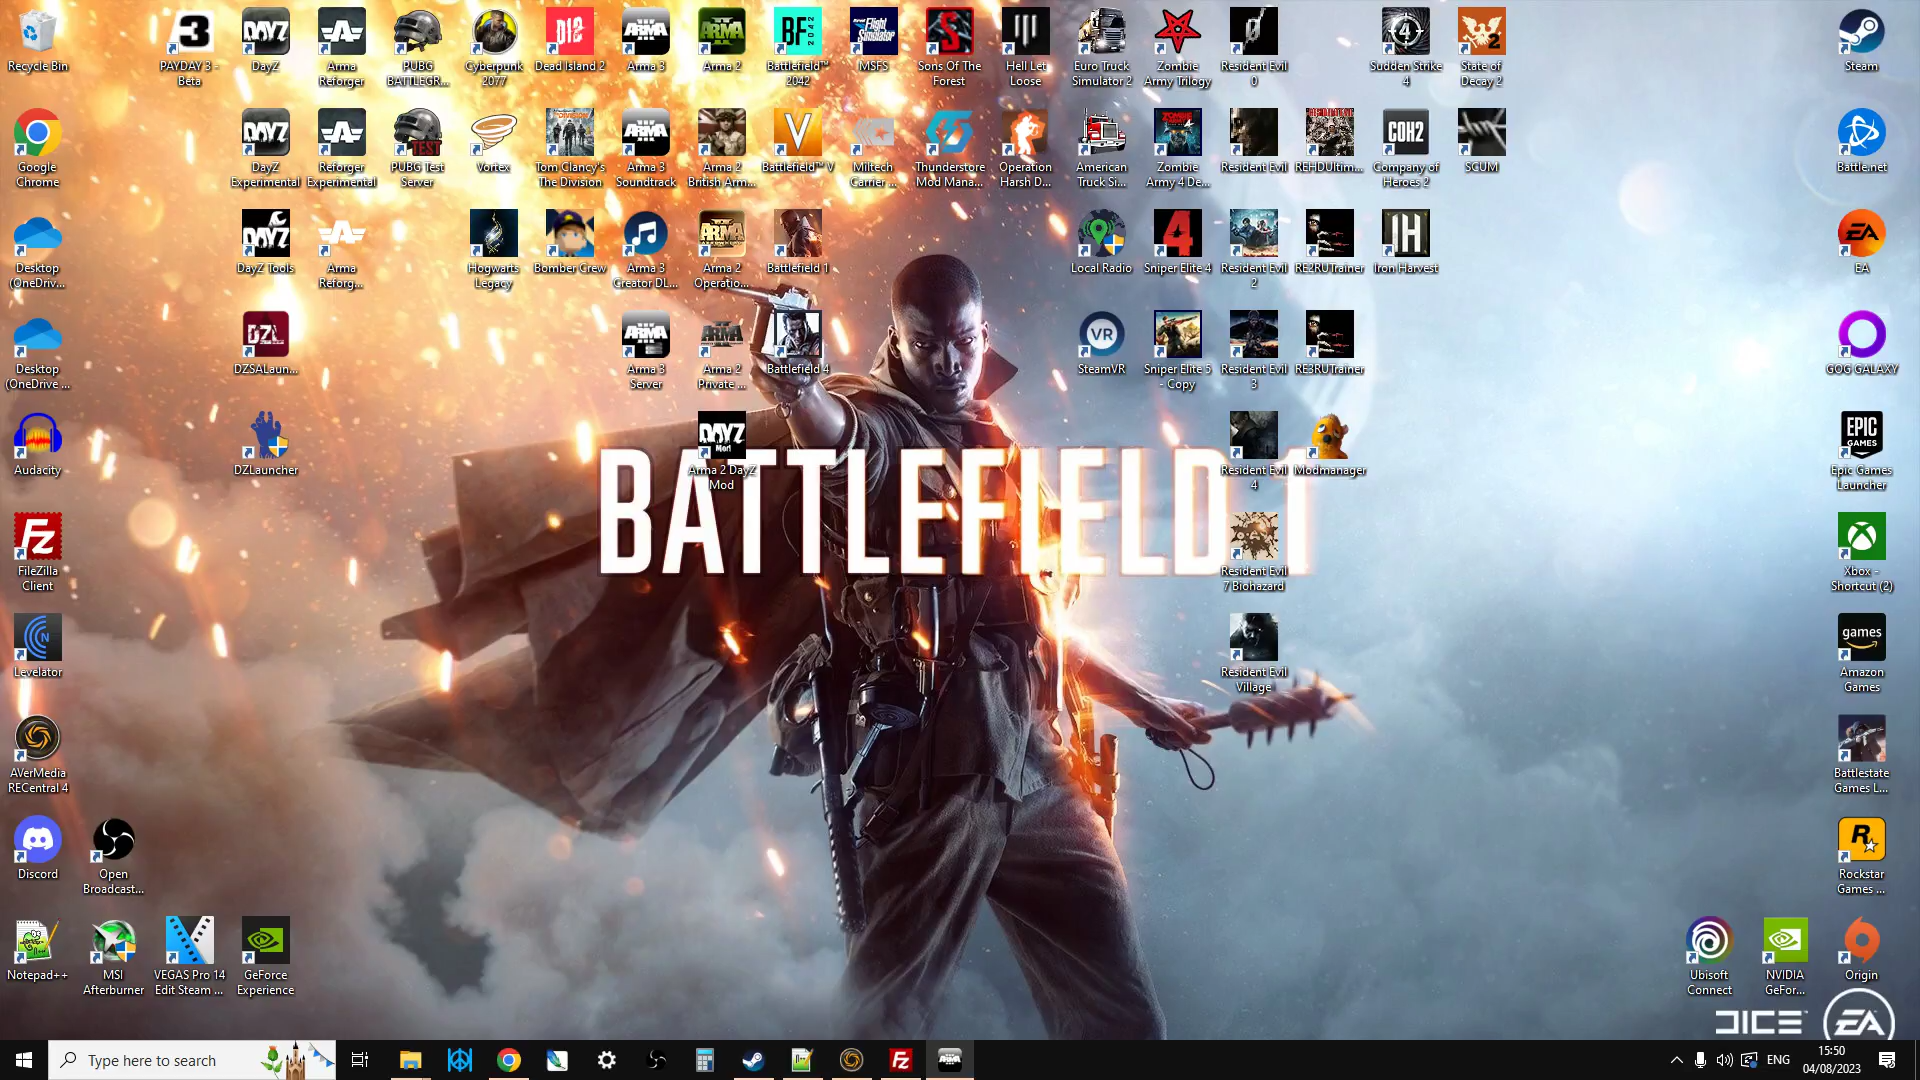 Recycle Bin
PAYDAY 3 -
Beta
DayZ
Arma
Reforger
PUBG
BATTLEGR...
Cyberpunk
2077
Dead Island 2
Arma 3
Arma 2
Battlefield™
2042
MSFS
Sons Of The
Forest
Hell Let
Loose
Euro Truck
Simulator 2
Zombie
Army Trilogy
Resident Evil
0
Sudden Strike
4
State of
Decay 2
Steam
Google
Chrome
DayZ
Experimental
Reforger
Experimental
PUBG Test
Server
Vortex
Tom Clancy's
The Division
Arma 3
Soundtrack
Arma 2
British Arm...
Battlefield™ V
Miltech
Carrier ...
Thunderstore
Mod Mana...
Operation
Harsh D...
American
Truck Si...
Zombie
Army 4 De...
Resident Evil
REHDUltim...
Company of
Heroes 2
SCUM
Battle.net
Desktop
(OneDriv...
DayZ Tools
Arma
Reforg...
Hogwarts
Legacy
Bomber Crew
Arma 3
Creator DL...
Arma 2
Operatio...
Battlefield 1
Local Radio
Sniper Elite 4
Resident Evil
2
RE2RUTrainer
Iron Harvest
EA
Desktop
(OneDrive ...
DZSALaun...
Arma 3
Server
Arma 2
Private ...
Battlefield 4
SteamVR
Sniper Elite 5
- Copy
Resident Evil
3
RE3RUTrainer
GOG GALAXY
Audacity
DZLauncher
Arma 2 DayZ
Mod
Resident Evil
4
Modmanager
Epic Games
Launcher
BATTLEFIELD 1
FileZilla
Client
Resident Evil
7 Biohazard
Xbox -
Shortcut (2)
Levelator
Resident Evil
Village
Amazon
Games
AVerMedia
RECentral 4
Battlestate
Games L...
Discord
Open
Broadcast...
Rockstar
Games ...
Notepad++
MSI
Afterburner
VEGAS Pro 14
Edit Steam ...
GeForce
Experience
Ubisoft
Connect
NVIDIA
GeFor...
Origin
DICE
EA
Type here to search
ENG
15:50
04/08/2023